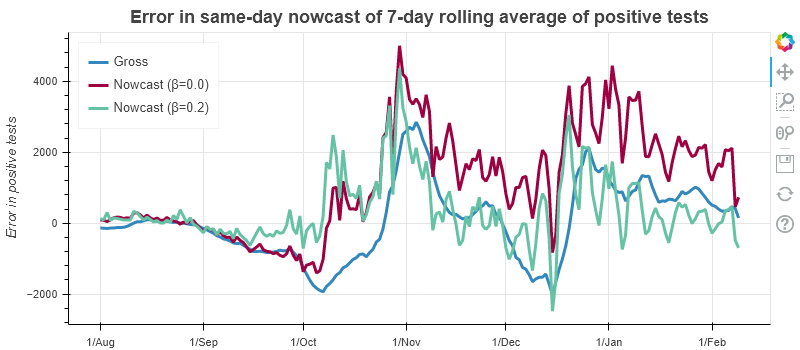 Error in same-day nowcast of 7-day rolling average of positive tests
Gross
Nowcast (β=0.0)
Nowcast (β=0.2)
Error in positive tests
4000
2000
0
−2000
1/Aug
1/Sep
1/Oct
1/Nov
1/Dec
1/Jan
1/Feb